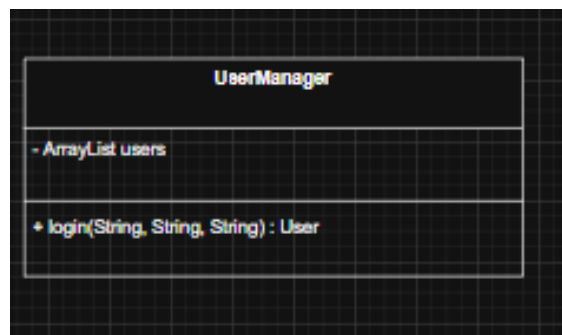 UserManager
- ArrayList users
+ login(String, String, String) : User